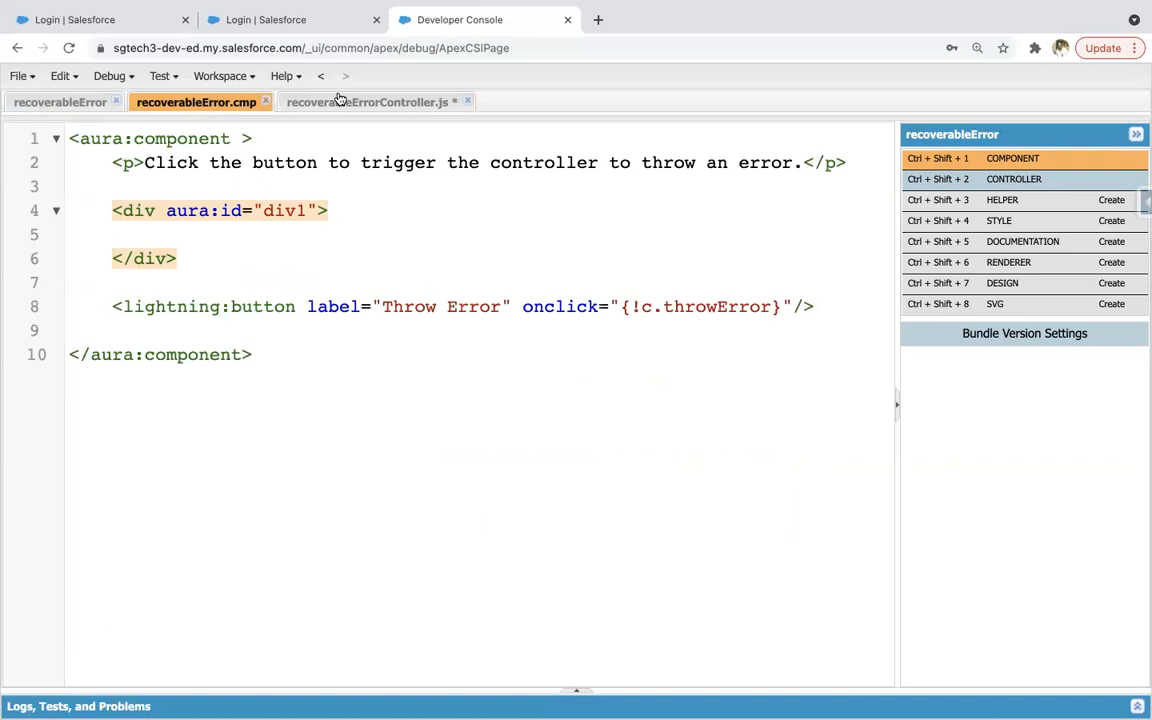 Login | Salesforce
Login | Salesforce
Developer Console
sgtech3-dev-ed.my.salesforce.com/_ui/common/apex/debug/ApexCSIPage
Update
File Edit Debug Test Workspace Help < >
recoverableError
recoverableError.cmp
recoverableErrorController.js *
1 <aura:component >
2 <p>Click the button to trigger the controller to throw an error.</p>
3
4 <div aura:id="div1">
5
6 </div>
7
8 <lightning:button label="Throw Error" onclick="{!c.throwError}"/>
9
10 </aura:component>
recoverableError
Ctrl + Shift + 1 COMPONENT
Ctrl + Shift + 2 CONTROLLER
Ctrl + Shift + 3 HELPER Create
Ctrl + Shift + 4 STYLE Create
Ctrl + Shift + 5 DOCUMENTATION Create
Ctrl + Shift + 6 RENDERER Create
Ctrl + Shift + 7 DESIGN Create
Ctrl + Shift + 8 SVG Create
Bundle Version Settings
Logs, Tests, and Problems